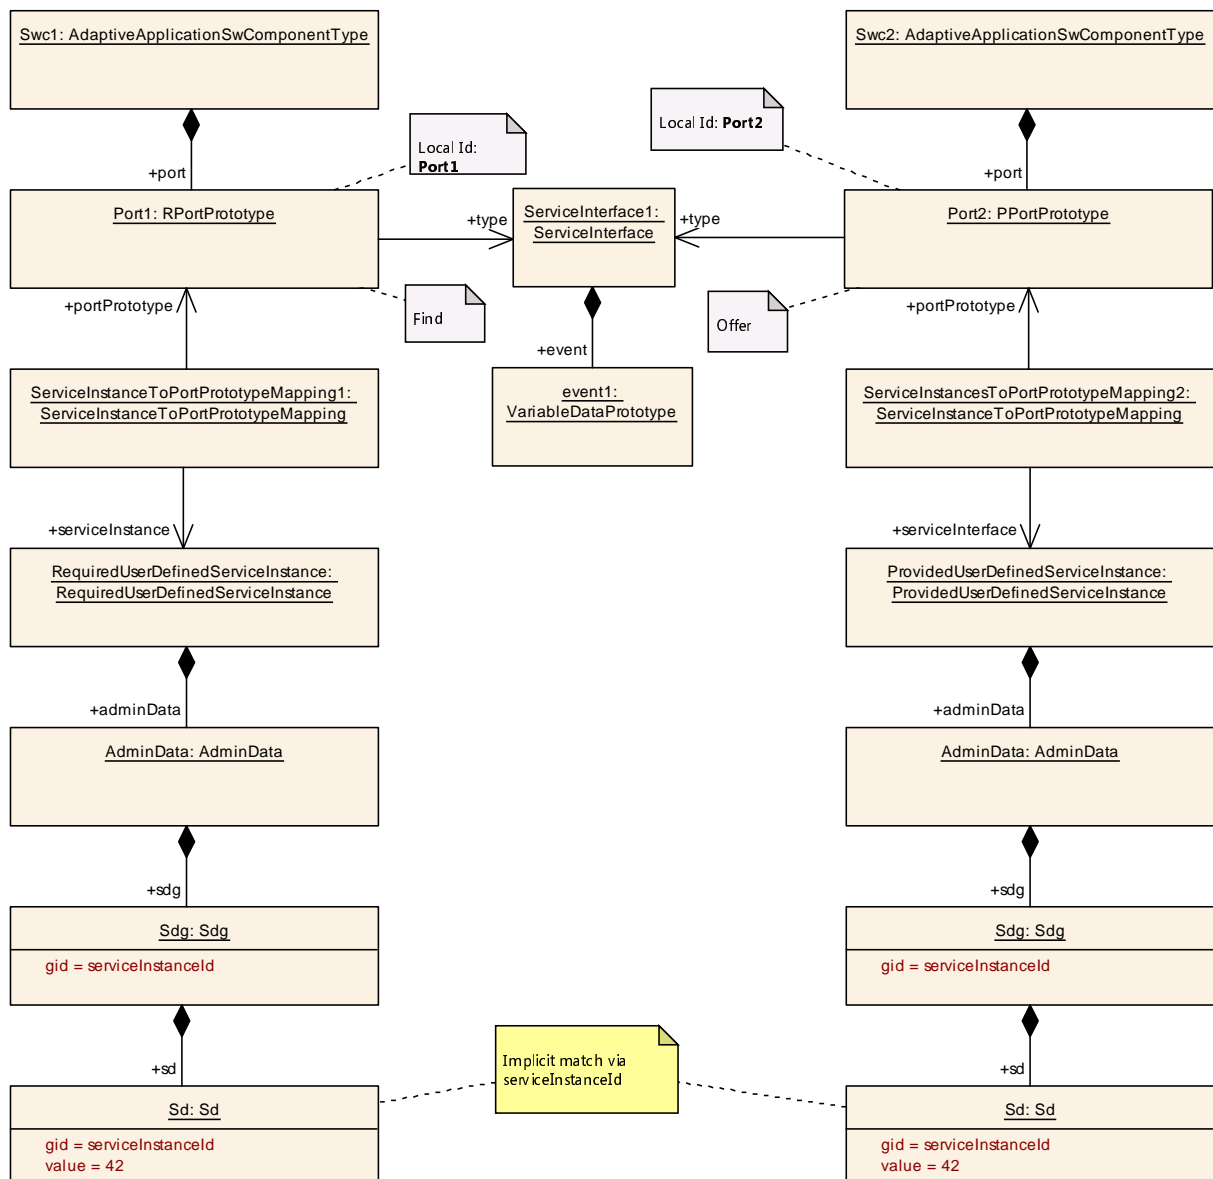 Swc1: AdaptiveApplicationSwComponentType
Swc2: AdaptiveApplicationSwComponentType
Local Id:
Port1
Local Id: Port2
+port
+port
Port1: RPortPrototype
+type
ServiceInterface1:
ServiceInterface
+type
Port2: PPortPrototype
+portPrototype
Find
Offer
+portPrototype
+event
ServiceInstanceToPortPrototypeMapping1:
ServiceInstanceToPortPrototypeMapping
event1:
VariableDataPrototype
ServiceInstancesToPortPrototypeMapping2:
ServiceInstanceToPortPrototypeMapping
+serviceInstance
+serviceInterface
RequiredUserDefinedServiceInstance:
RequiredUserDefinedServiceInstance
ProvidedUserDefinedServiceInstance:
ProvidedUserDefinedServiceInstance
+adminData
+adminData
AdminData: AdminData
AdminData: AdminData
+sdg
+sdg
Sdg: Sdg
gid = serviceInstanceId
Sdg: Sdg
gid = serviceInstanceId
+sd
Implicit match via
serviceInstanceId
+sd
Sd: Sd
gid = serviceInstanceId
value = 42
Sd: Sd
gid = serviceInstanceId
value = 42